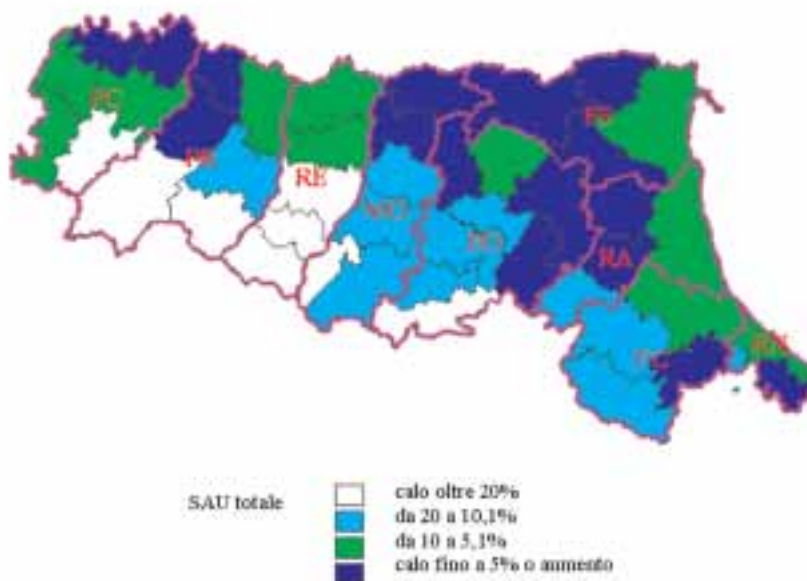 PC
PR
RE
MO
BO
FE
RA
FC
RN
SAU totale
calo oltre 20%
da 20 a 10,1%
da 10 a 5,1%
calo fino a 5% o aumento